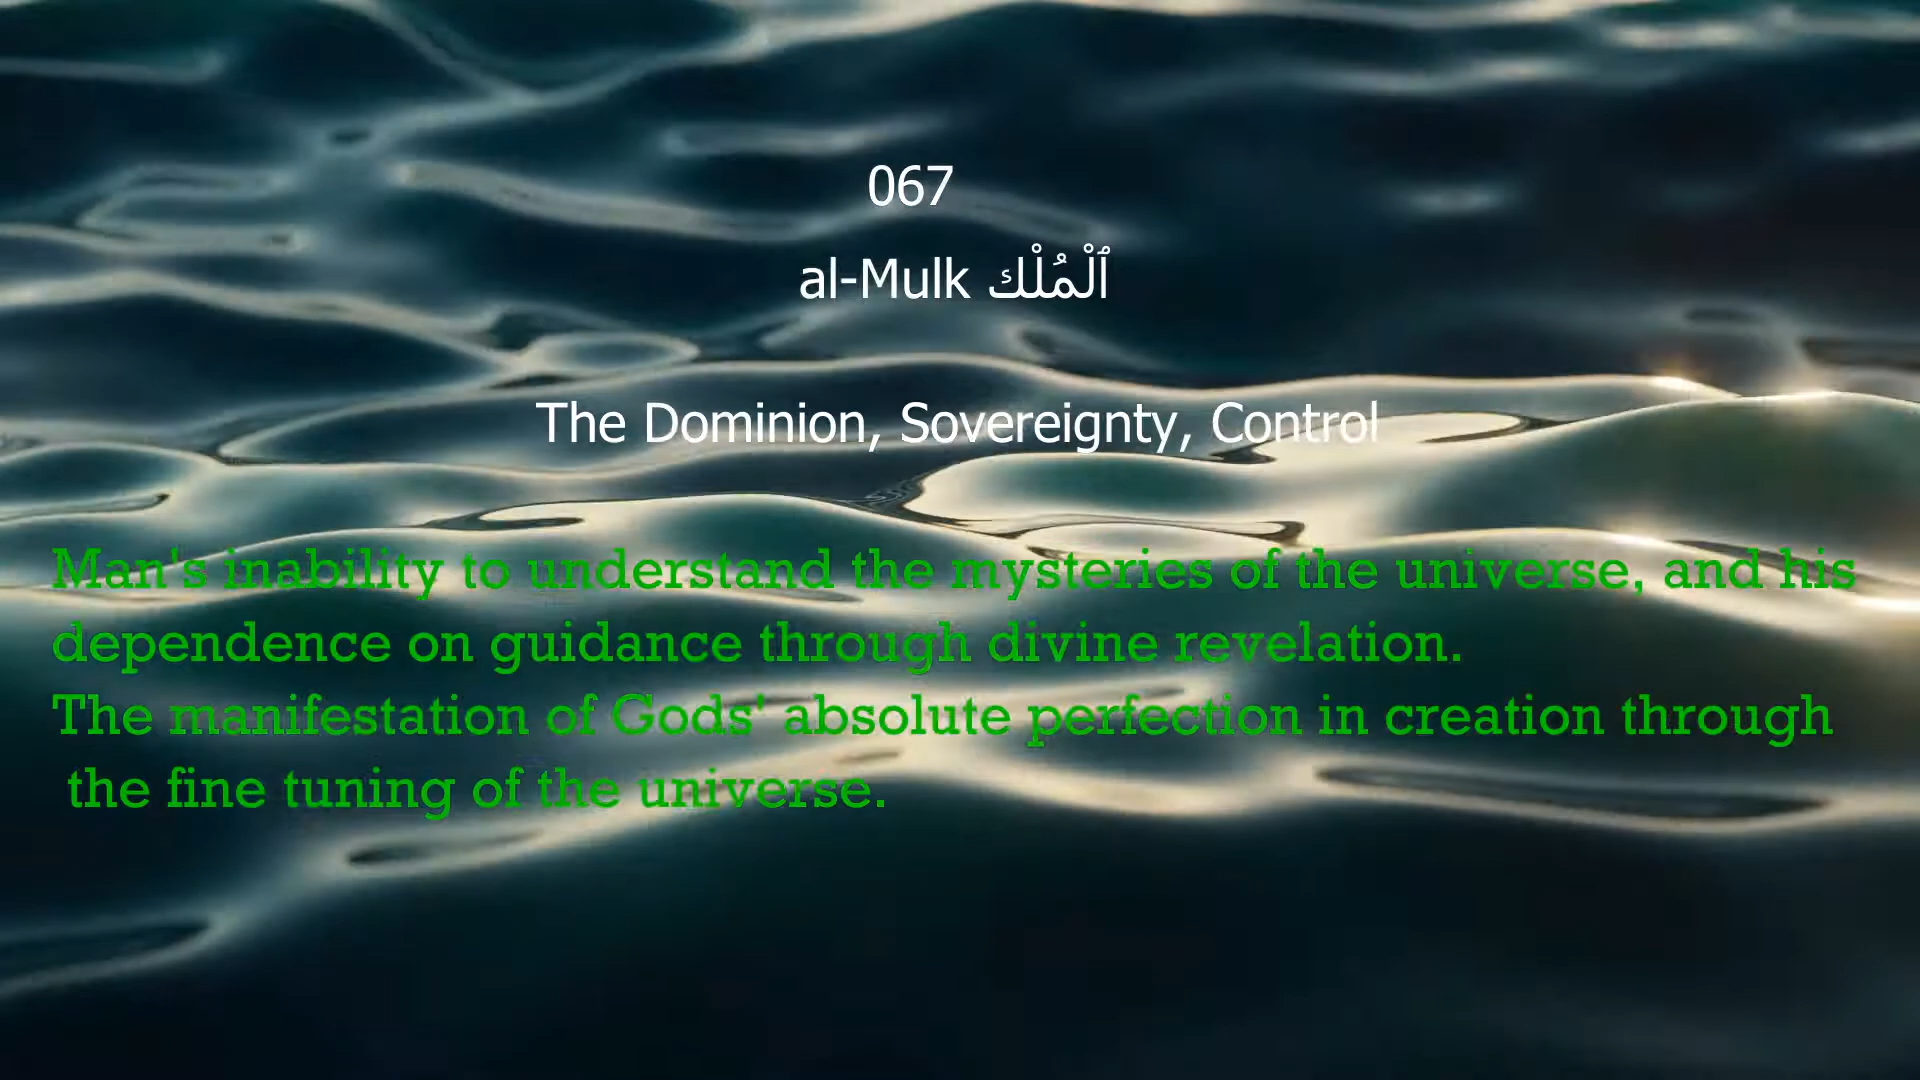 067
al-Mulk ٱلْمُلْك
The Dominion, Sovereignty, Control
Man's inability to understand the mysteries of the universe, and his
dependence on guidance through divine revelation.
The manifestation of Gods' absolute perfection in creation through
the fine tuning of the universe.